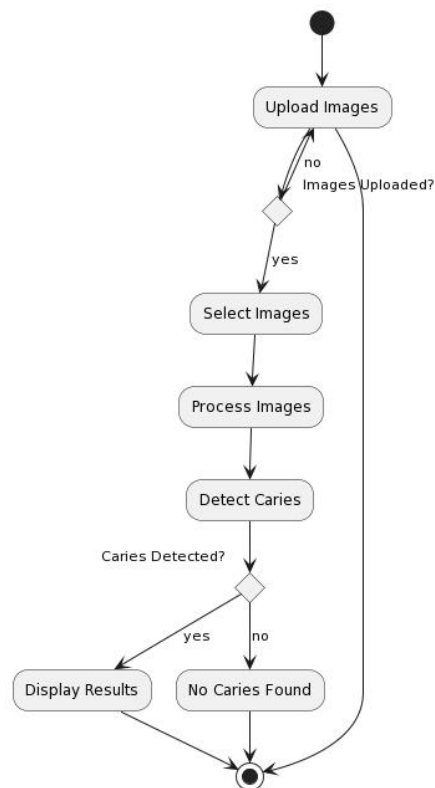 Upload Images
no
Images Uploaded?
yes
Select Images
Process Images
Detect Caries
Caries Detected?
yes
no
Display Results
No Caries Found